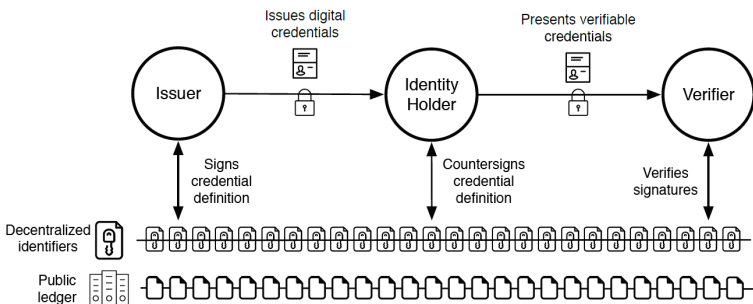 Issues digital
credentials
Presents verifiable
credentials
Issuer
Identity
Holder
Verifier
Signs
credential
definition
Countersigns
credential
definition
Verifies
signatures
Decentralized
identifiers
Public
ledger